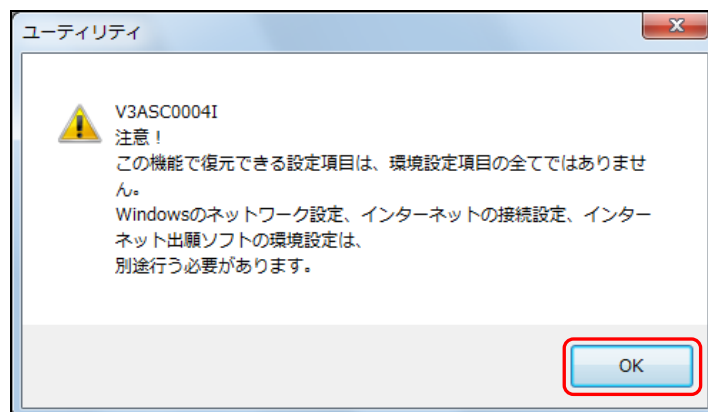 ユーティリティ
V3ASC0004I
注意！
この機能で復元できる設定項目は、環境設定項目の全てではありませ
ん。
Windowsのネットワーク設定、インターネットの接続設定、インター
ネット出願ソフトの環境設定は、
別途行う必要があります。
OK